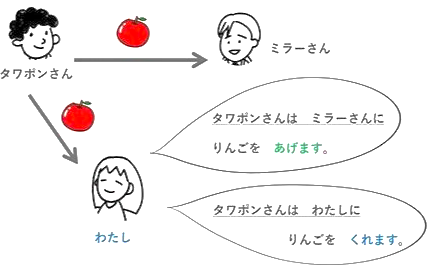 タワポンさん
ミラーさん
タワポンさんは　ミラーさんに
りんごを　あげます。
わたし
タワポンさんは　わたしに
りんごを　くれます。